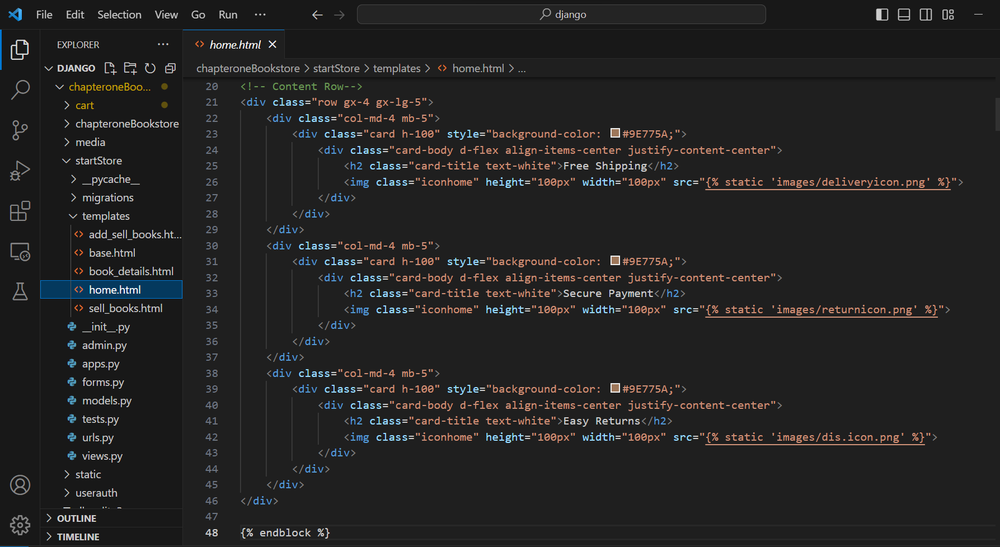 File Edit Selection View Go Run ··· django
EXPLORER ···
DJANGO
chapteroneBoo...
cart
chapteroneBookstore
media
startStore
__pycache__
migrations
templates
add_sell_books.ht...
base.html
book_details.html
home.html
sell_books.html
__init__.py
admin.py
apps.py
forms.py
models.py
tests.py
urls.py
views.py
static
userauth
OUTLINE
TIMELINE
home.html
chapteroneBookstore > startStore > templates > home.html > ...
20 <!-- Content Row-->
21 <div class="row gx-4 gx-lg-5">
22 <div class="col-md-4 mb-5">
23 <div class="card h-100" style="background-color: #9E775A;">
24 <div class="card-body d-flex align-items-center justify-content-center">
25 <h2 class="card-title text-white">Free Shipping</h2>
26 <img class="iconhome" height="100px" width="100px" src="{% static 'images/deliveryicon.png' %}">
27 </div>
28 </div>
29 </div>
30 <div class="col-md-4 mb-5">
31 <div class="card h-100" style="background-color: #9E775A;">
32 <div class="card-body d-flex align-items-center justify-content-center">
33 <h2 class="card-title text-white">Secure Payment</h2>
34 <img class="iconhome" height="100px" width="100px" src="{% static 'images/returnicon.png' %}">
35 </div>
36 </div>
37 </div>
38 <div class="col-md-4 mb-5">
39 <div class="card h-100" style="background-color: #9E775A;">
40 <div class="card-body d-flex align-items-center justify-content-center">
41 <h2 class="card-title text-white">Easy Returns</h2>
42 <img class="iconhome" height="100px" width="100px" src="{% static 'images/dis.icon.png' %}">
43 </div>
44 </div>
45 </div>
46 </div>
47
48 {% endblock %}